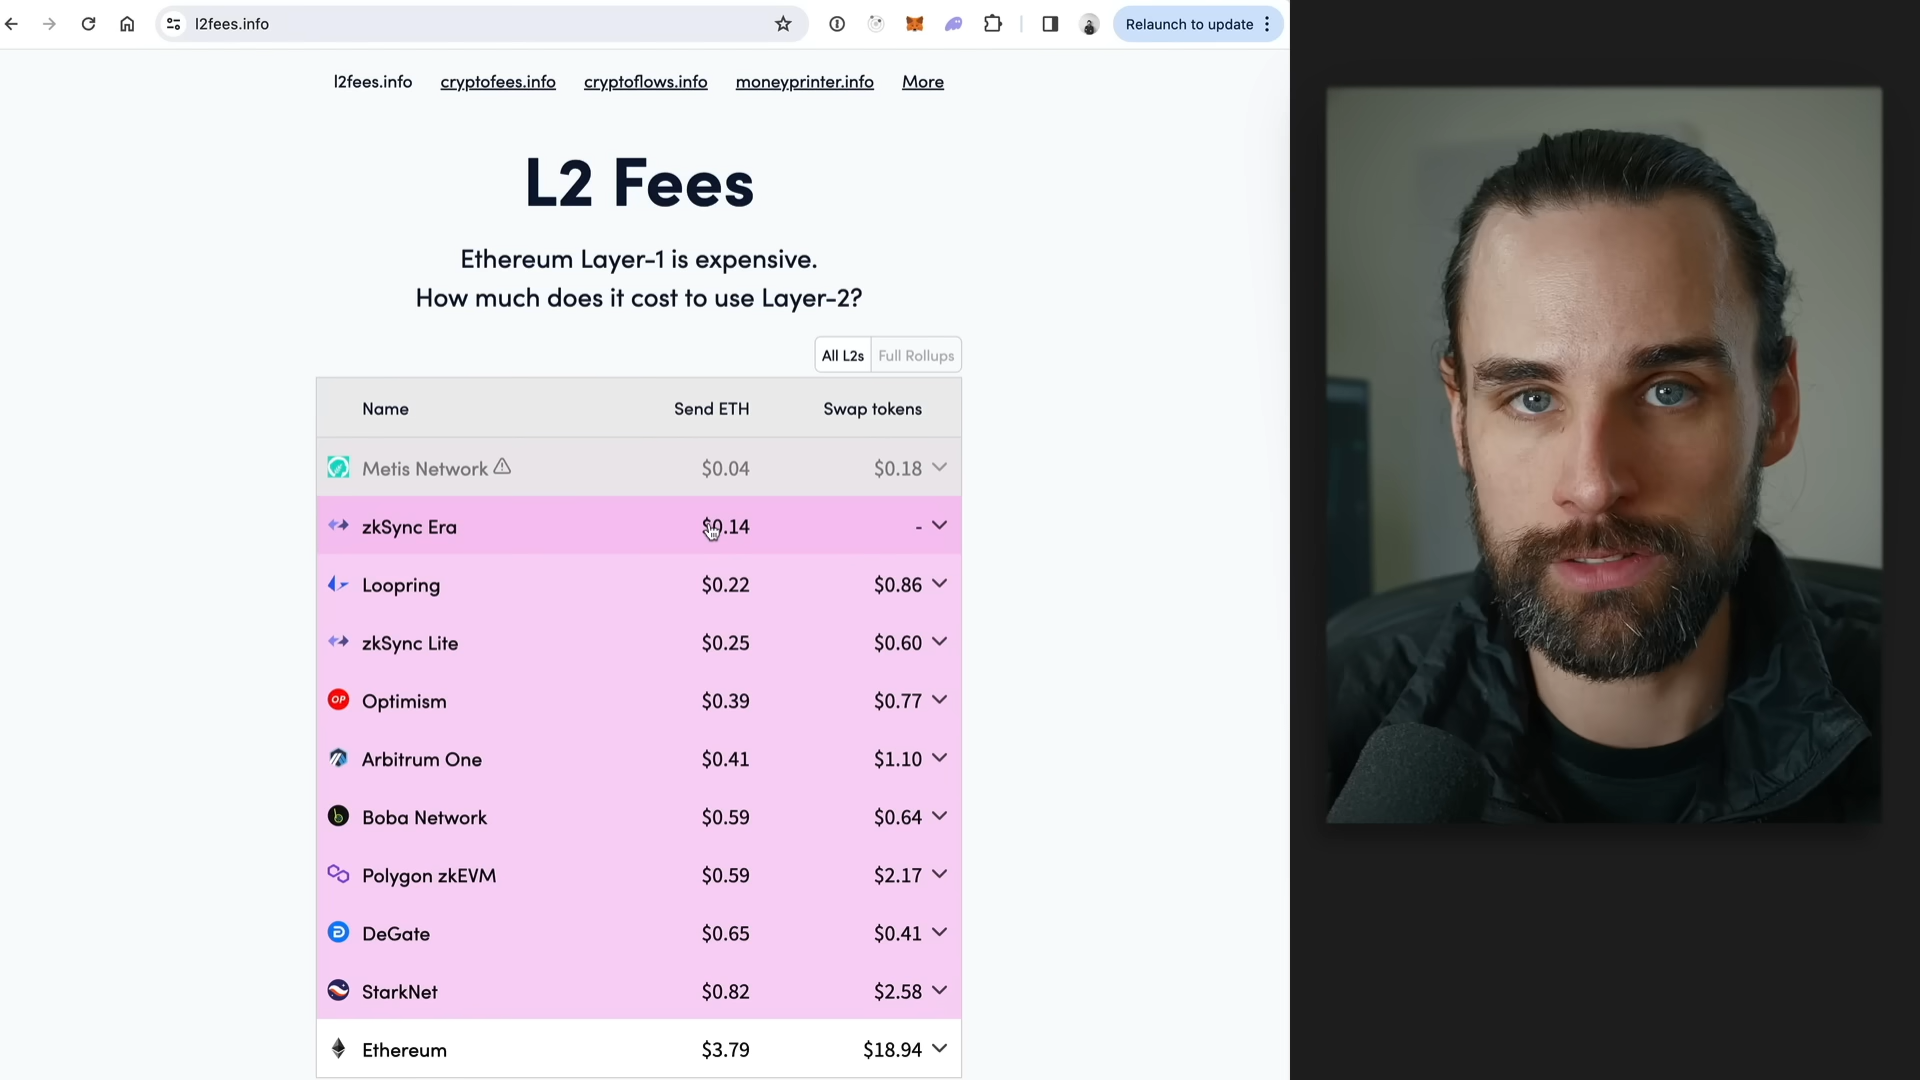 l2fees.info
Relaunch to update
l2fees.info cryptofees.info cryptoflows.info moneyprinter.info More
L2 Fees
Ethereum Layer-1 is expensive.
How much does it cost to use Layer-2?
All L2s Full Rollups
Name Send ETH Swap tokens
Metis Network $0.04 $0.18
zkSync Era $0.14 -
Loopring $0.22 $0.86
zkSync Lite $0.25 $0.60
OP Optimism $0.39 $0.77
Arbitrum One $0.41 $1.10
Boba Network $0.59 $0.64
Polygon zkEVM $0.59 $2.17
DeGate $0.65 $0.41
StarkNet $0.82 $2.58
Ethereum $3.79 $18.94